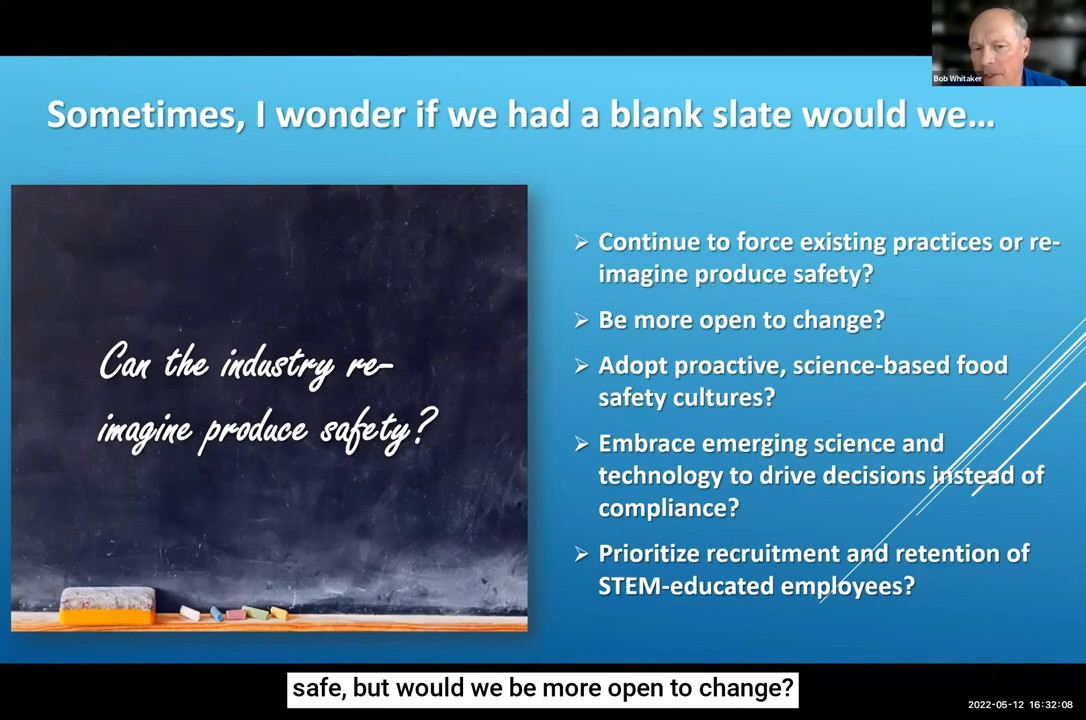 Bob Whitaker
Sometimes, I wonder if we had a blank slate would we…
Can the industry re-
imagine produce safety?
Continue to force existing practices or re-
imagine produce safety?
Be more open to change?
Adopt proactive, science-based food
safety cultures?
Embrace emerging science and
technology to drive decisions instead of
compliance?
Prioritize recruitment and retention of
STEM-educated employees?
safe, but would we be more open to change?
2022-05-12 16:32:08